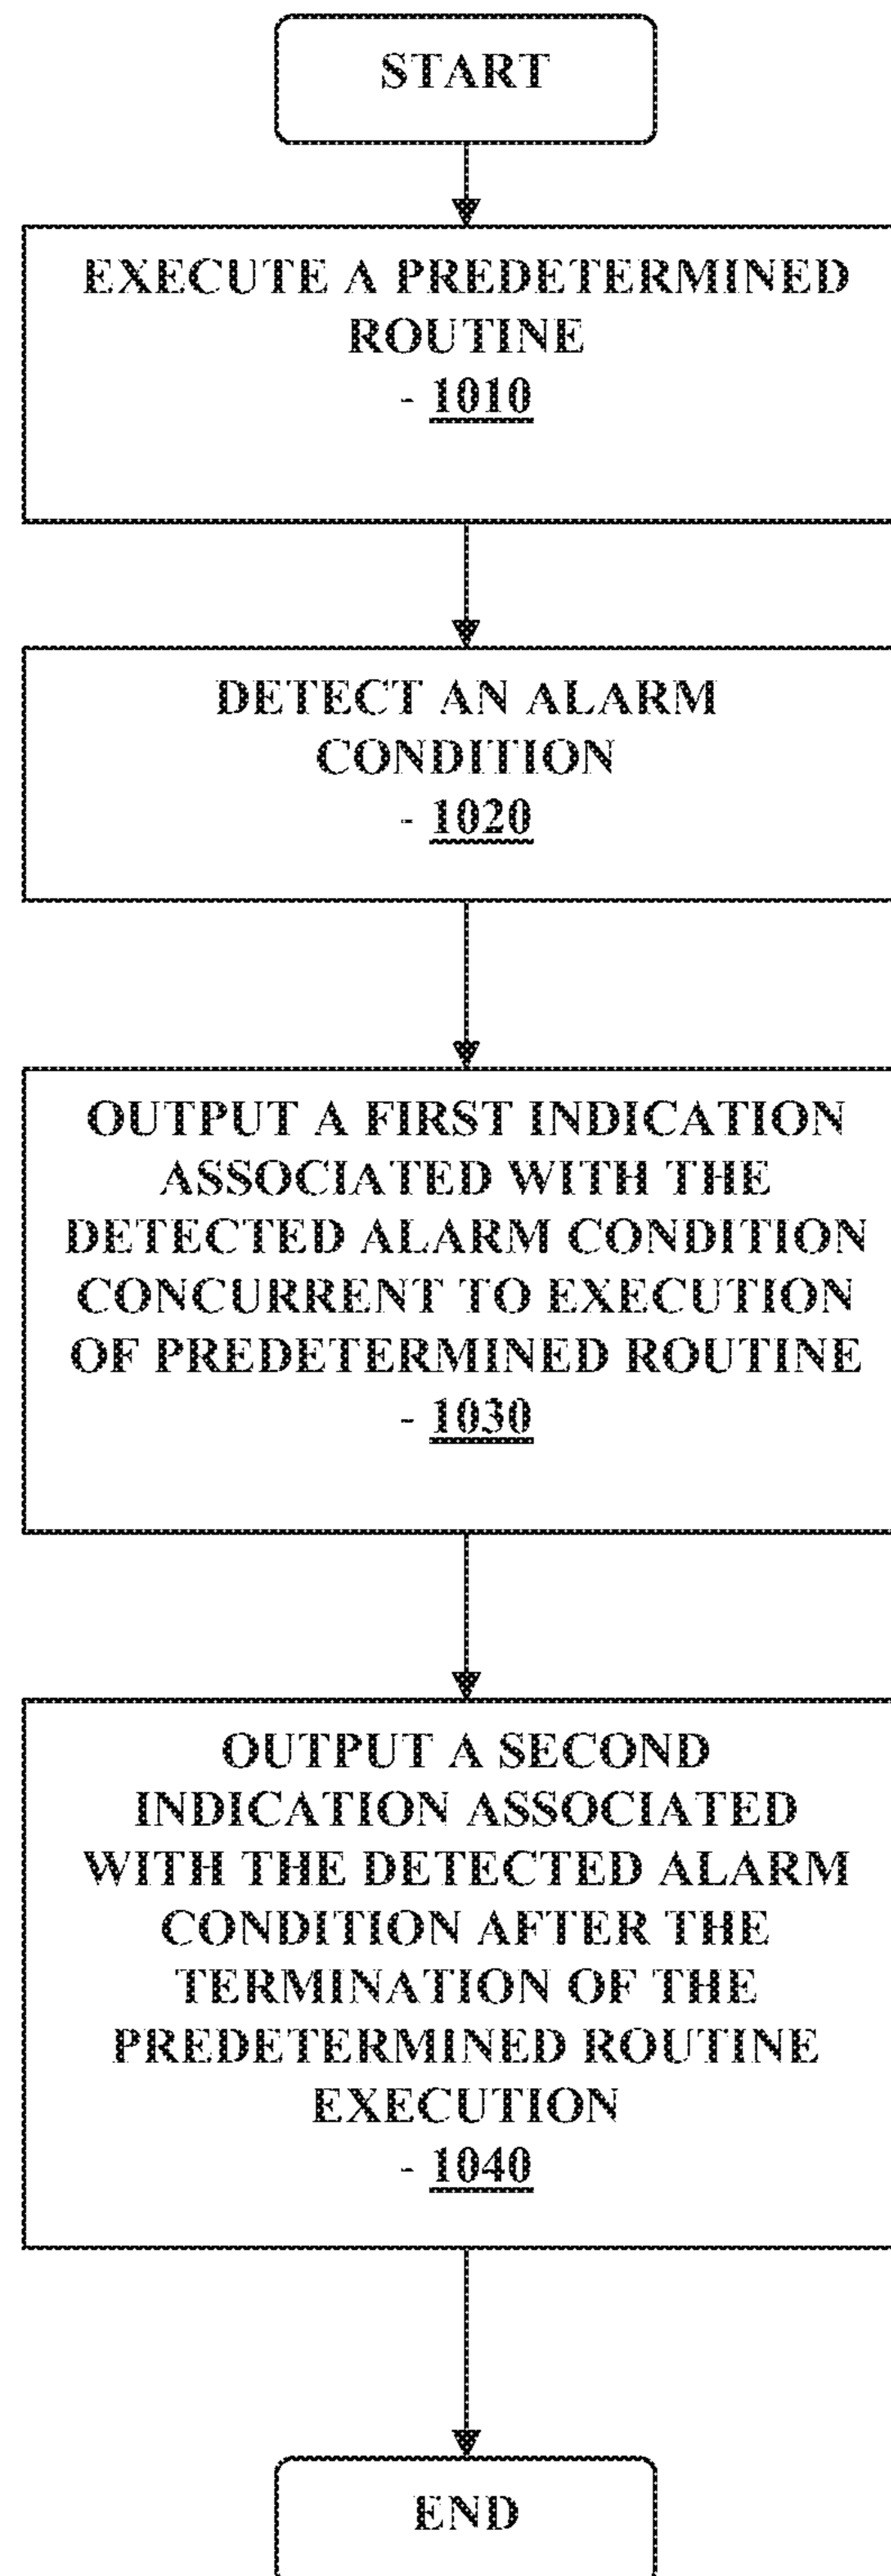 START
EXECUTE A PREDETERMINED
ROUTINE
- 1010
DETECT AN ALARM
CONDITION
- 1020
OUTPUT A FIRST INDICATION
ASSOCIATED WITH THE
DETECTED ALARM CONDITION
CONCURRENT TO EXECUTION
OF PREDETERMINED ROUTINE
- 1030
OUTPUT A SECOND
INDICATION ASSOCIATED
WITH THE DETECTED ALARM
CONDITION AFTER THE
TERMINATION OF THE
PREDETERMINED ROUTINE
EXECUTION
- 1040
END